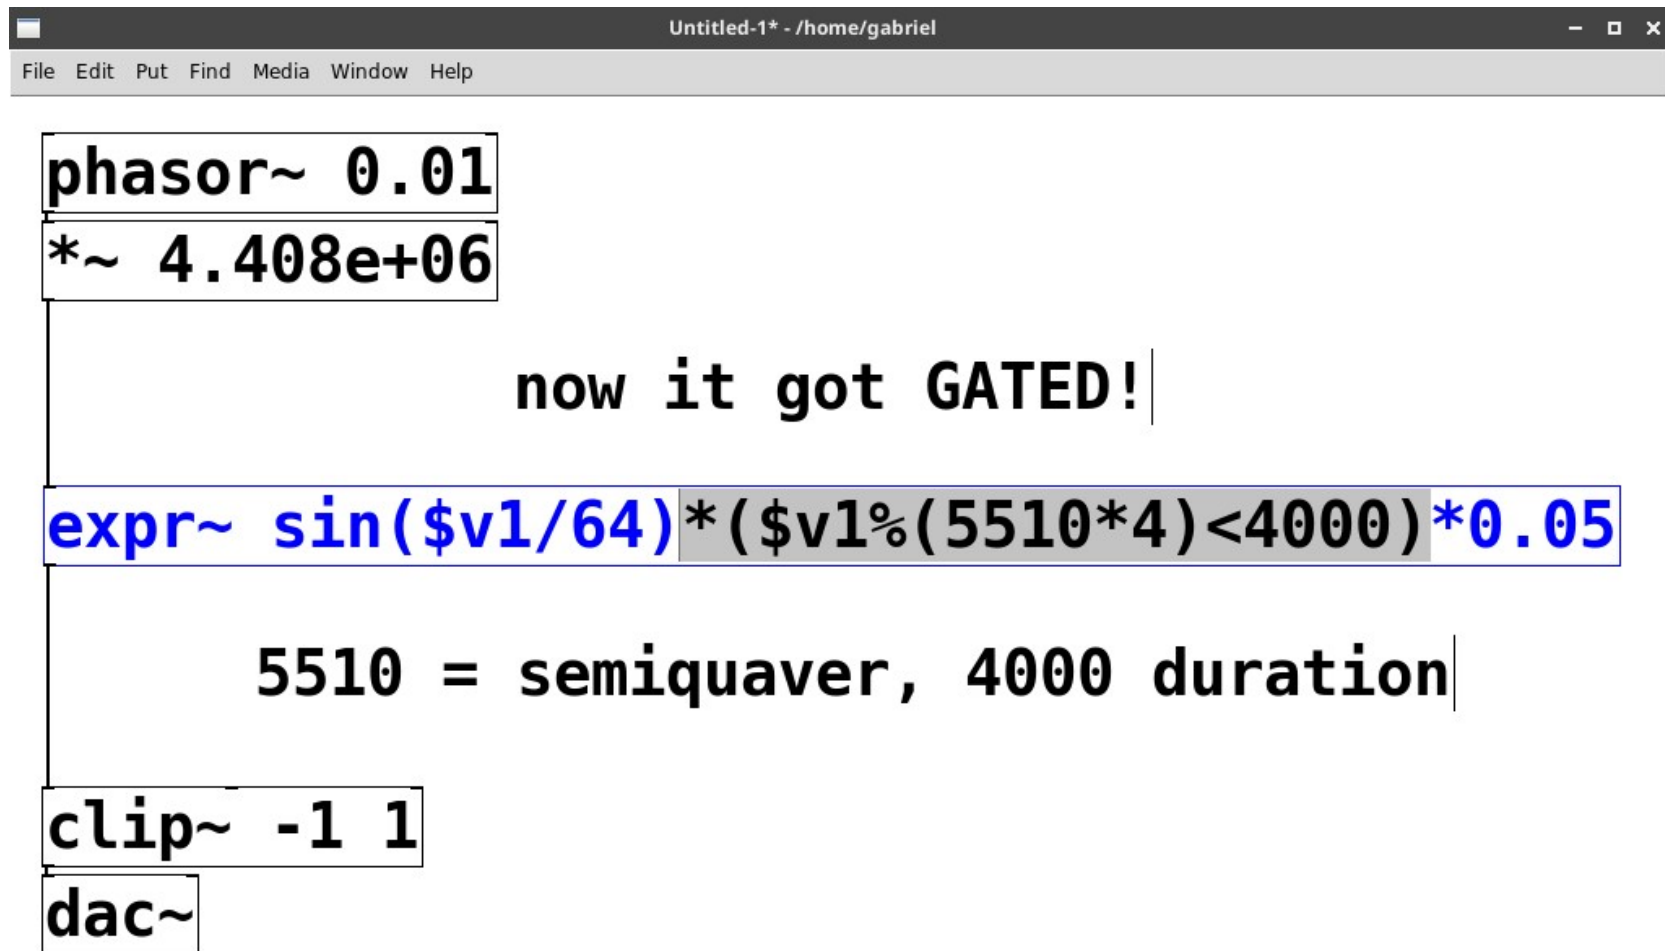 Untitled-1* - /home/gabriel
File Edit Put Find Media Window Help
phasor~ 0.01
*~ 4.408e+06
now it got GATED!
expr~ sin($v1/64)*($v1%(5510*4)<4000)*0.05
5510 = semiquaver, 4000 duration
clip~ -1 1
dac~